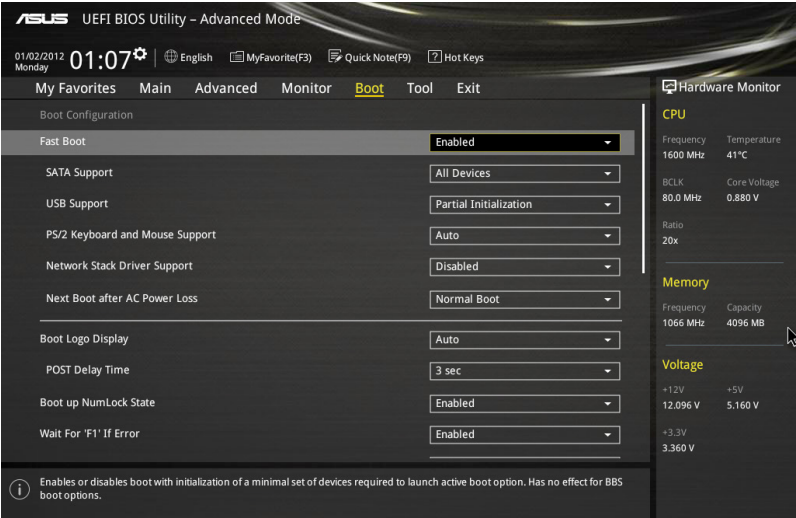 ASUS UEFI BIOS Utility – Advanced Mode
01/02/2012 Monday 01:07 English MyFavorite(F3) Quick Note(F9) ? Hot Keys
My Favorites Main Advanced Monitor Boot Tool Exit
Boot Configuration
Fast Boot Enabled
SATA Support All Devices
USB Support Partial Initialization
PS/2 Keyboard and Mouse Support Auto
Network Stack Driver Support Disabled
Next Boot after AC Power Loss Normal Boot
Boot Logo Display Auto
POST Delay Time 3 sec
Boot up NumLock State Enabled
Wait For 'F1' If Error Enabled
i Enables or disables boot with initialization of a minimal set of devices required to launch active boot option. Has no effect for BBS
boot options.
Hardware Monitor
CPU
Frequency Temperature
1600 MHz 41°C
BCLK Core Voltage
80.0 MHz 0.880 V
Ratio
20x
Memory
Frequency Capacity
1066 MHz 4096 MB
Voltage
+12V +5V
12.096 V 5.160 V
+3.3V
3.360 V